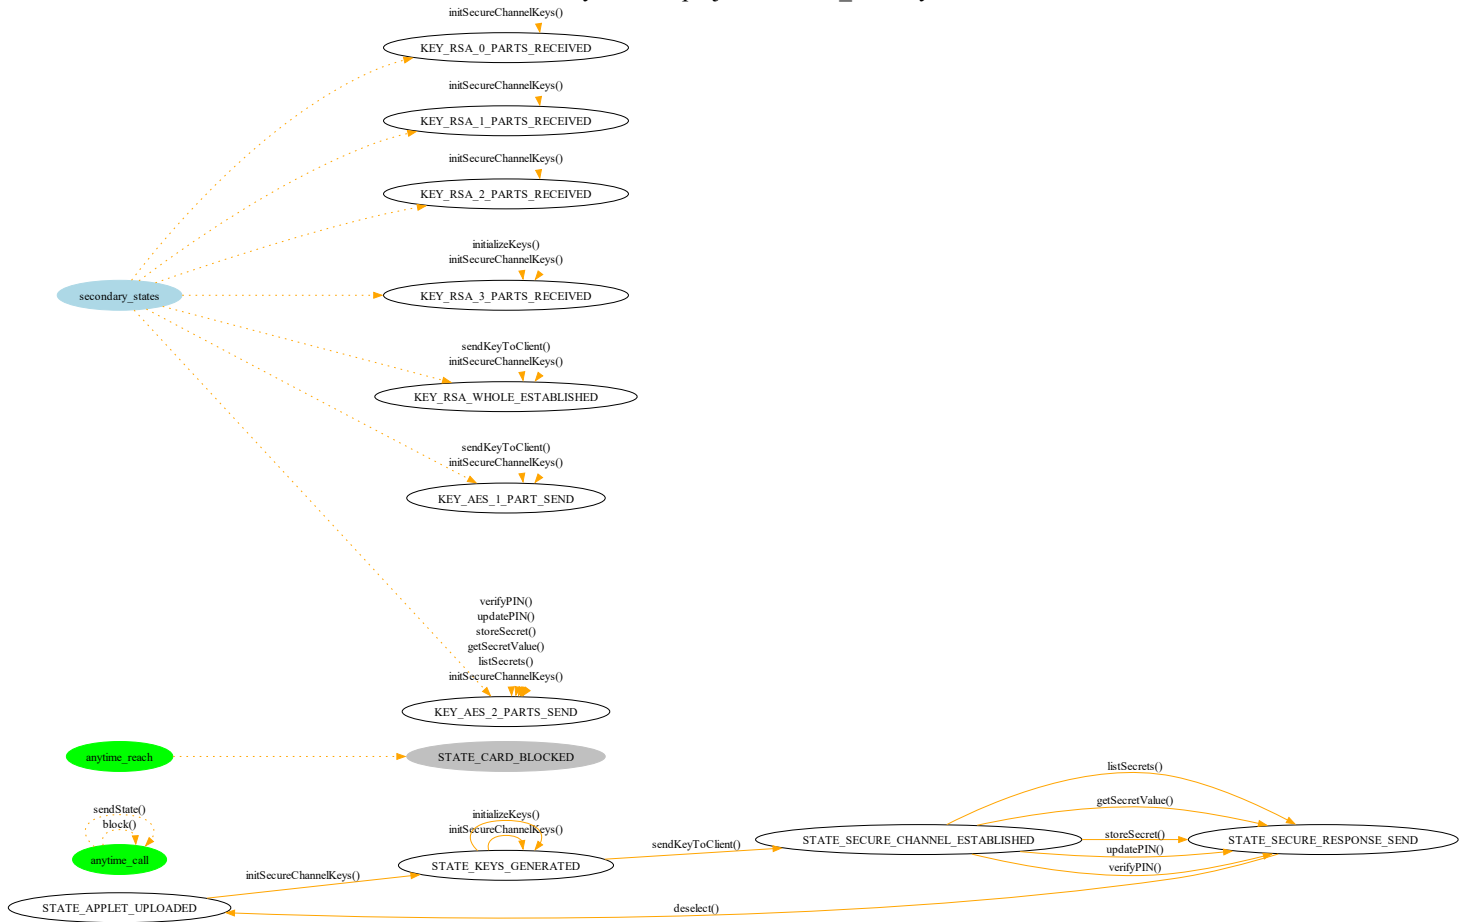 initSecureChannelKeys()
KEY_RSA_0_PARTS_RECEIVED
initSecureChannelKeys()
KEY_RSA_1_PARTS_RECEIVED
initSecureChannelKeys()
KEY_RSA_2_PARTS_RECEIVED
initializeKeys()
initSecureChannelKeys()
secondary_states
KEY_RSA_3_PARTS_RECEIVED
sendKeyToClient()
initSecureChannelKeys()
KEY_RSA_WHOLE_ESTABLISHED
sendKeyToClient()
initSecureChannelKeys()
KEY_AES_1_PART_SEND
verifyPIN()
updatePIN()
storeSecret()
getSecretValue()
listSecrets()
initSecureChannelKeys()
KEY_AES_2_PARTS_SEND
anytime_reach
STATE_CARD_BLOCKED
sendState()
block()
anytime_call
initializeKeys()
initSecureChannelKeys()
STATE_KEYS_GENERATED
sendKeyToClient()
STATE_SECURE_CHANNEL_ESTABLISHED
listSecrets()
getSecretValue()
storeSecret()
updatePIN()
verifyPIN()
STATE_SECURE_RESPONSE_SEND
initSecureChannelKeys()
STATE_APPLET_UPLOADED
deselect()